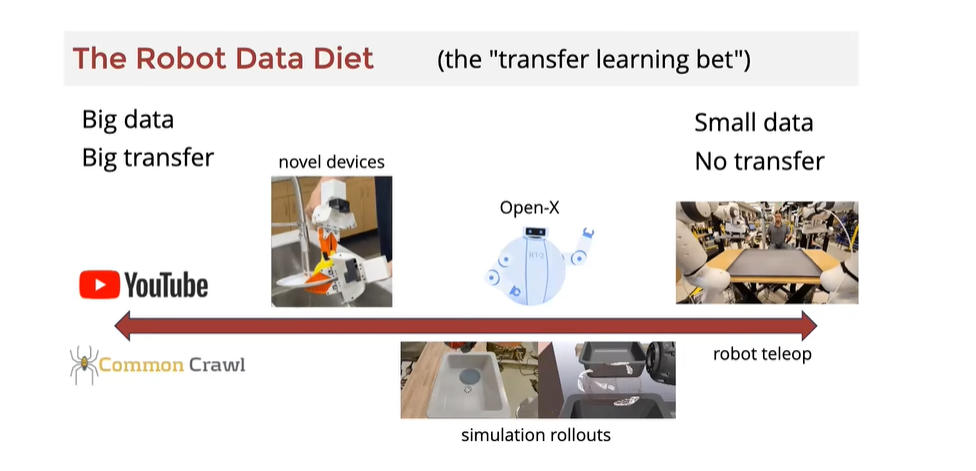 The Robot Data Diet (the "transfer learning bet")
Big data
Big transfer
novel devices
Open-X
Small data
No transfer
RT-2
YouTube
Common Crawl
robot teleop
simulation rollouts